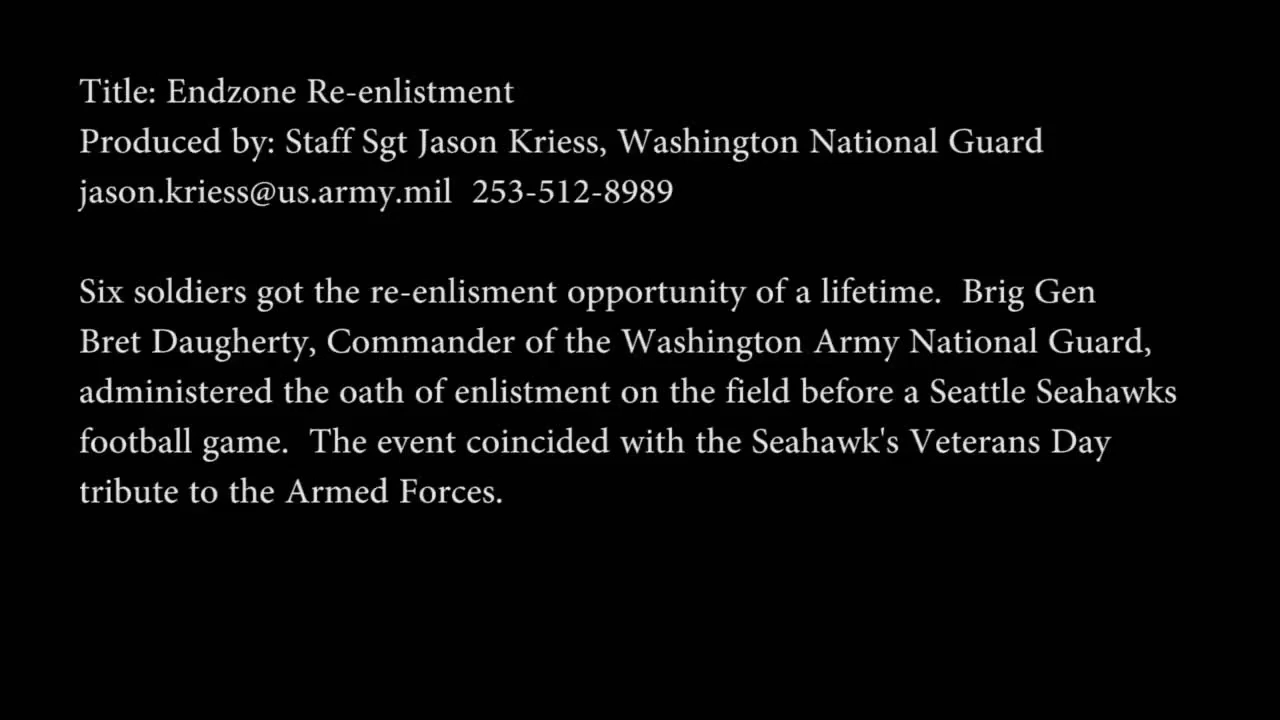 Title: Endzone Re-enlistment
Produced by: Staff Sgt Jason Kriess, Washington National Guard
jason.kriess@us.army.mil  253-512-8989
Six soldiers got the re-enlisment opportunity of a lifetime.  Brig Gen
Bret Daugherty, Commander of the Washington Army National Guard,
administered the oath of enlistment on the field before a Seattle Seahawks
football game.  The event coincided with the Seahawk's Veterans Day
tribute to the Armed Forces.